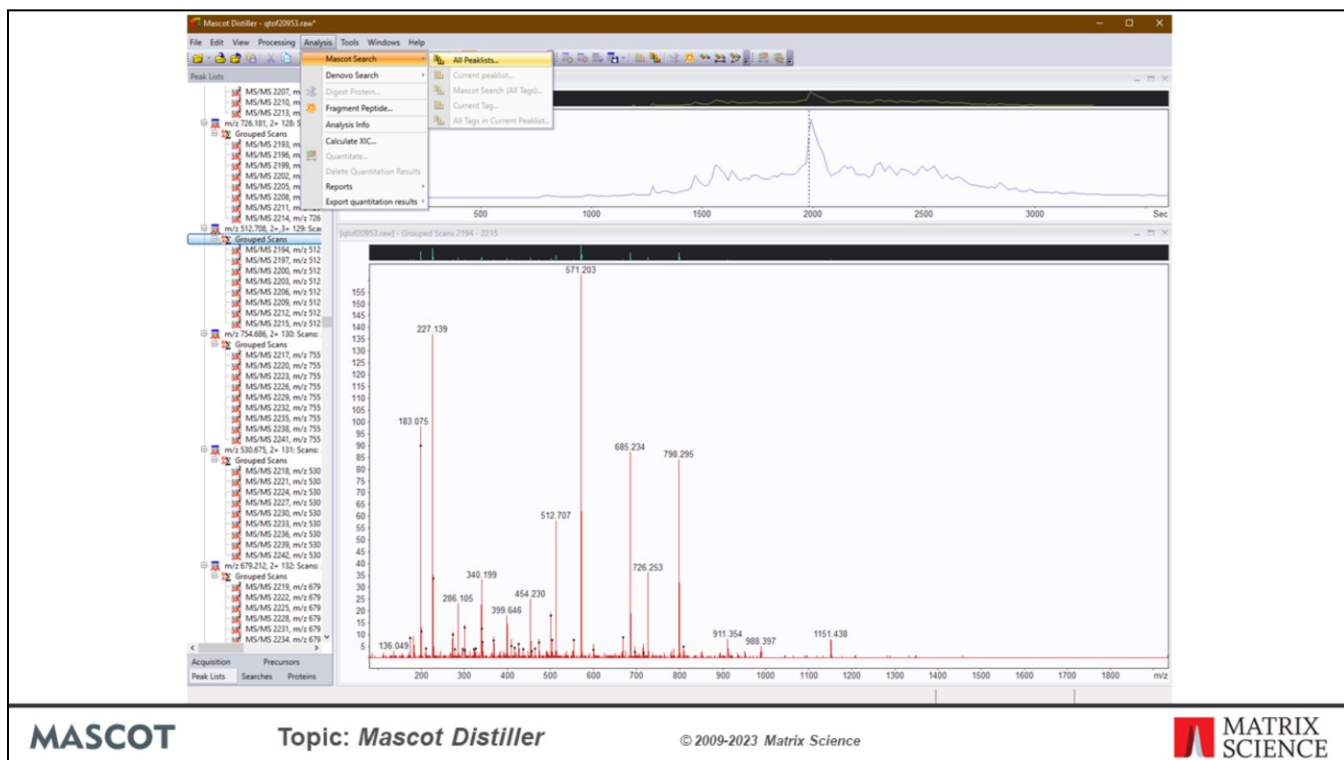 Mascot Distiller - qtof20953.raw*
File Edit View Processing Analysis Tools Windows Help
Mascot Search
Denovo Search
Digest Protein...
Fragment Peptide...
Analysis Info
Calculate XIC...
Quantitate...
Delete Quantitation Results
Reports
Export quantitation results
All Peaklists...
Current peaklist...
Mascot Search (All Tags)...
Current Tag...
All Tags in Current Peaklist...
Peak Lists
MS/MS 2207, m
MS/MS 2210, m
MS/MS 2213, m
m/z 726.181, 2+ 128: S
Grouped Scans
MS/MS 2193, m
MS/MS 2196, m
MS/MS 2199, m
MS/MS 2202, m
MS/MS 2205, m
MS/MS 2208, m
MS/MS 2211, m
MS/MS 2214, m/z 726
m/z 512.708, 2+,3+ 129: Scan
Grouped Scans
MS/MS 2194, m/z 512
MS/MS 2197, m/z 512
MS/MS 2200, m/z 512
MS/MS 2203, m/z 512
MS/MS 2206, m/z 512
MS/MS 2209, m/z 512
MS/MS 2212, m/z 512
MS/MS 2215, m/z 512
m/z 754.686, 2+ 130: Scans:
Grouped Scans
MS/MS 2217, m/z 755
MS/MS 2220, m/z 755
MS/MS 2223, m/z 755
MS/MS 2226, m/z 755
MS/MS 2229, m/z 755
MS/MS 2232, m/z 755
MS/MS 2235, m/z 755
MS/MS 2238, m/z 755
MS/MS 2241, m/z 755
m/z 530.675, 2+ 131: Scans:
Grouped Scans
MS/MS 2218, m/z 530
MS/MS 2221, m/z 530
MS/MS 2224, m/z 530
MS/MS 2227, m/z 530
MS/MS 2230, m/z 530
MS/MS 2233, m/z 530
MS/MS 2236, m/z 530
MS/MS 2239, m/z 530
MS/MS 2242, m/z 530
m/z 679.212, 2+ 132: Scans:
Grouped Scans
MS/MS 2219, m/z 679
MS/MS 2222, m/z 679
MS/MS 2225, m/z 679
MS/MS 2228, m/z 679
MS/MS 2231, m/z 679
MS/MS 2234, m/z 679
Acquisition Precursors
Peak Lists Searches Proteins
500 1000 1500 2000 2500 3000 Sec
[qtof20953.raw] - Grouped Scans 2194 - 2215
155
150
145
140
135
130
125
120
115
110
105
100
95
90
85
80
75
70
65
60
55
50
45
40
35
30
25
20
15
10
5
571.203
227.139
183.075
685.234
798.295
512.707
726.253
340.199
286.105
454.230
399.646
136.049
911.354
988.397
1151.438
200 300 400 500 600 700 800 900 1000 1100 1200 1300 1400 1500 1600 1700 1800 m/z
MASCOT
Topic: Mascot Distiller
© 2009-2023 Matrix Science
MATRIX
SCIENCE